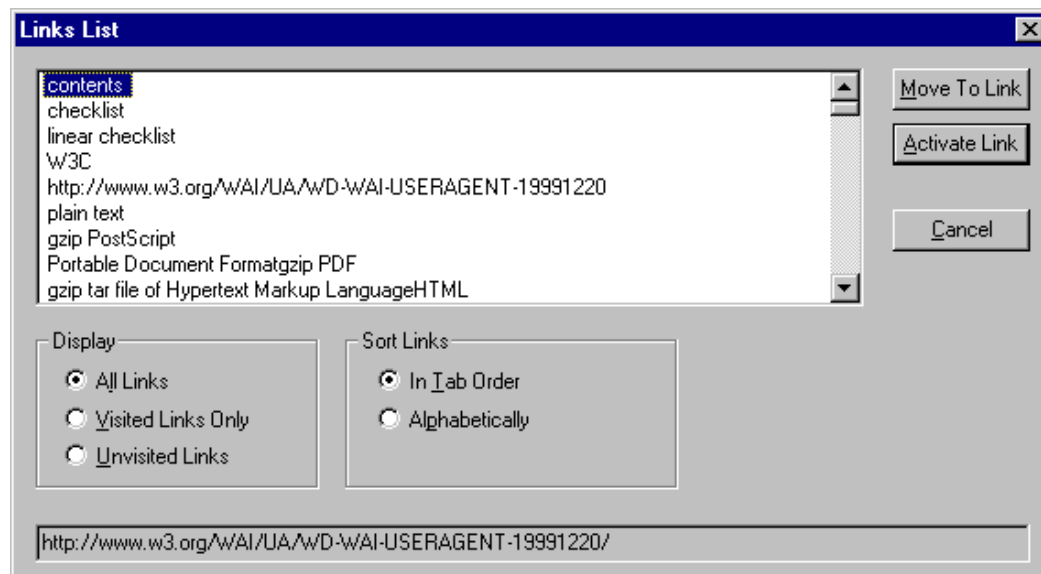 Links List
contents
checklist
linear checklist
W3C
http://www.w3.org/WAI/UA/WD-WAI-USERAGENT-19991220
plain text
gzip PostScript
Portable Document Formatgzip PDF
gzip tar file of Hypertext Markup LanguageHTML
Move To Link
Activate Link
Cancel
Display
All Links
Visited Links Only
Unvisited Links
Sort Links
In Tab Order
Alphabetically
http://www.w3.org/WAI/UA/WD-WAI-USERAGENT-19991220/